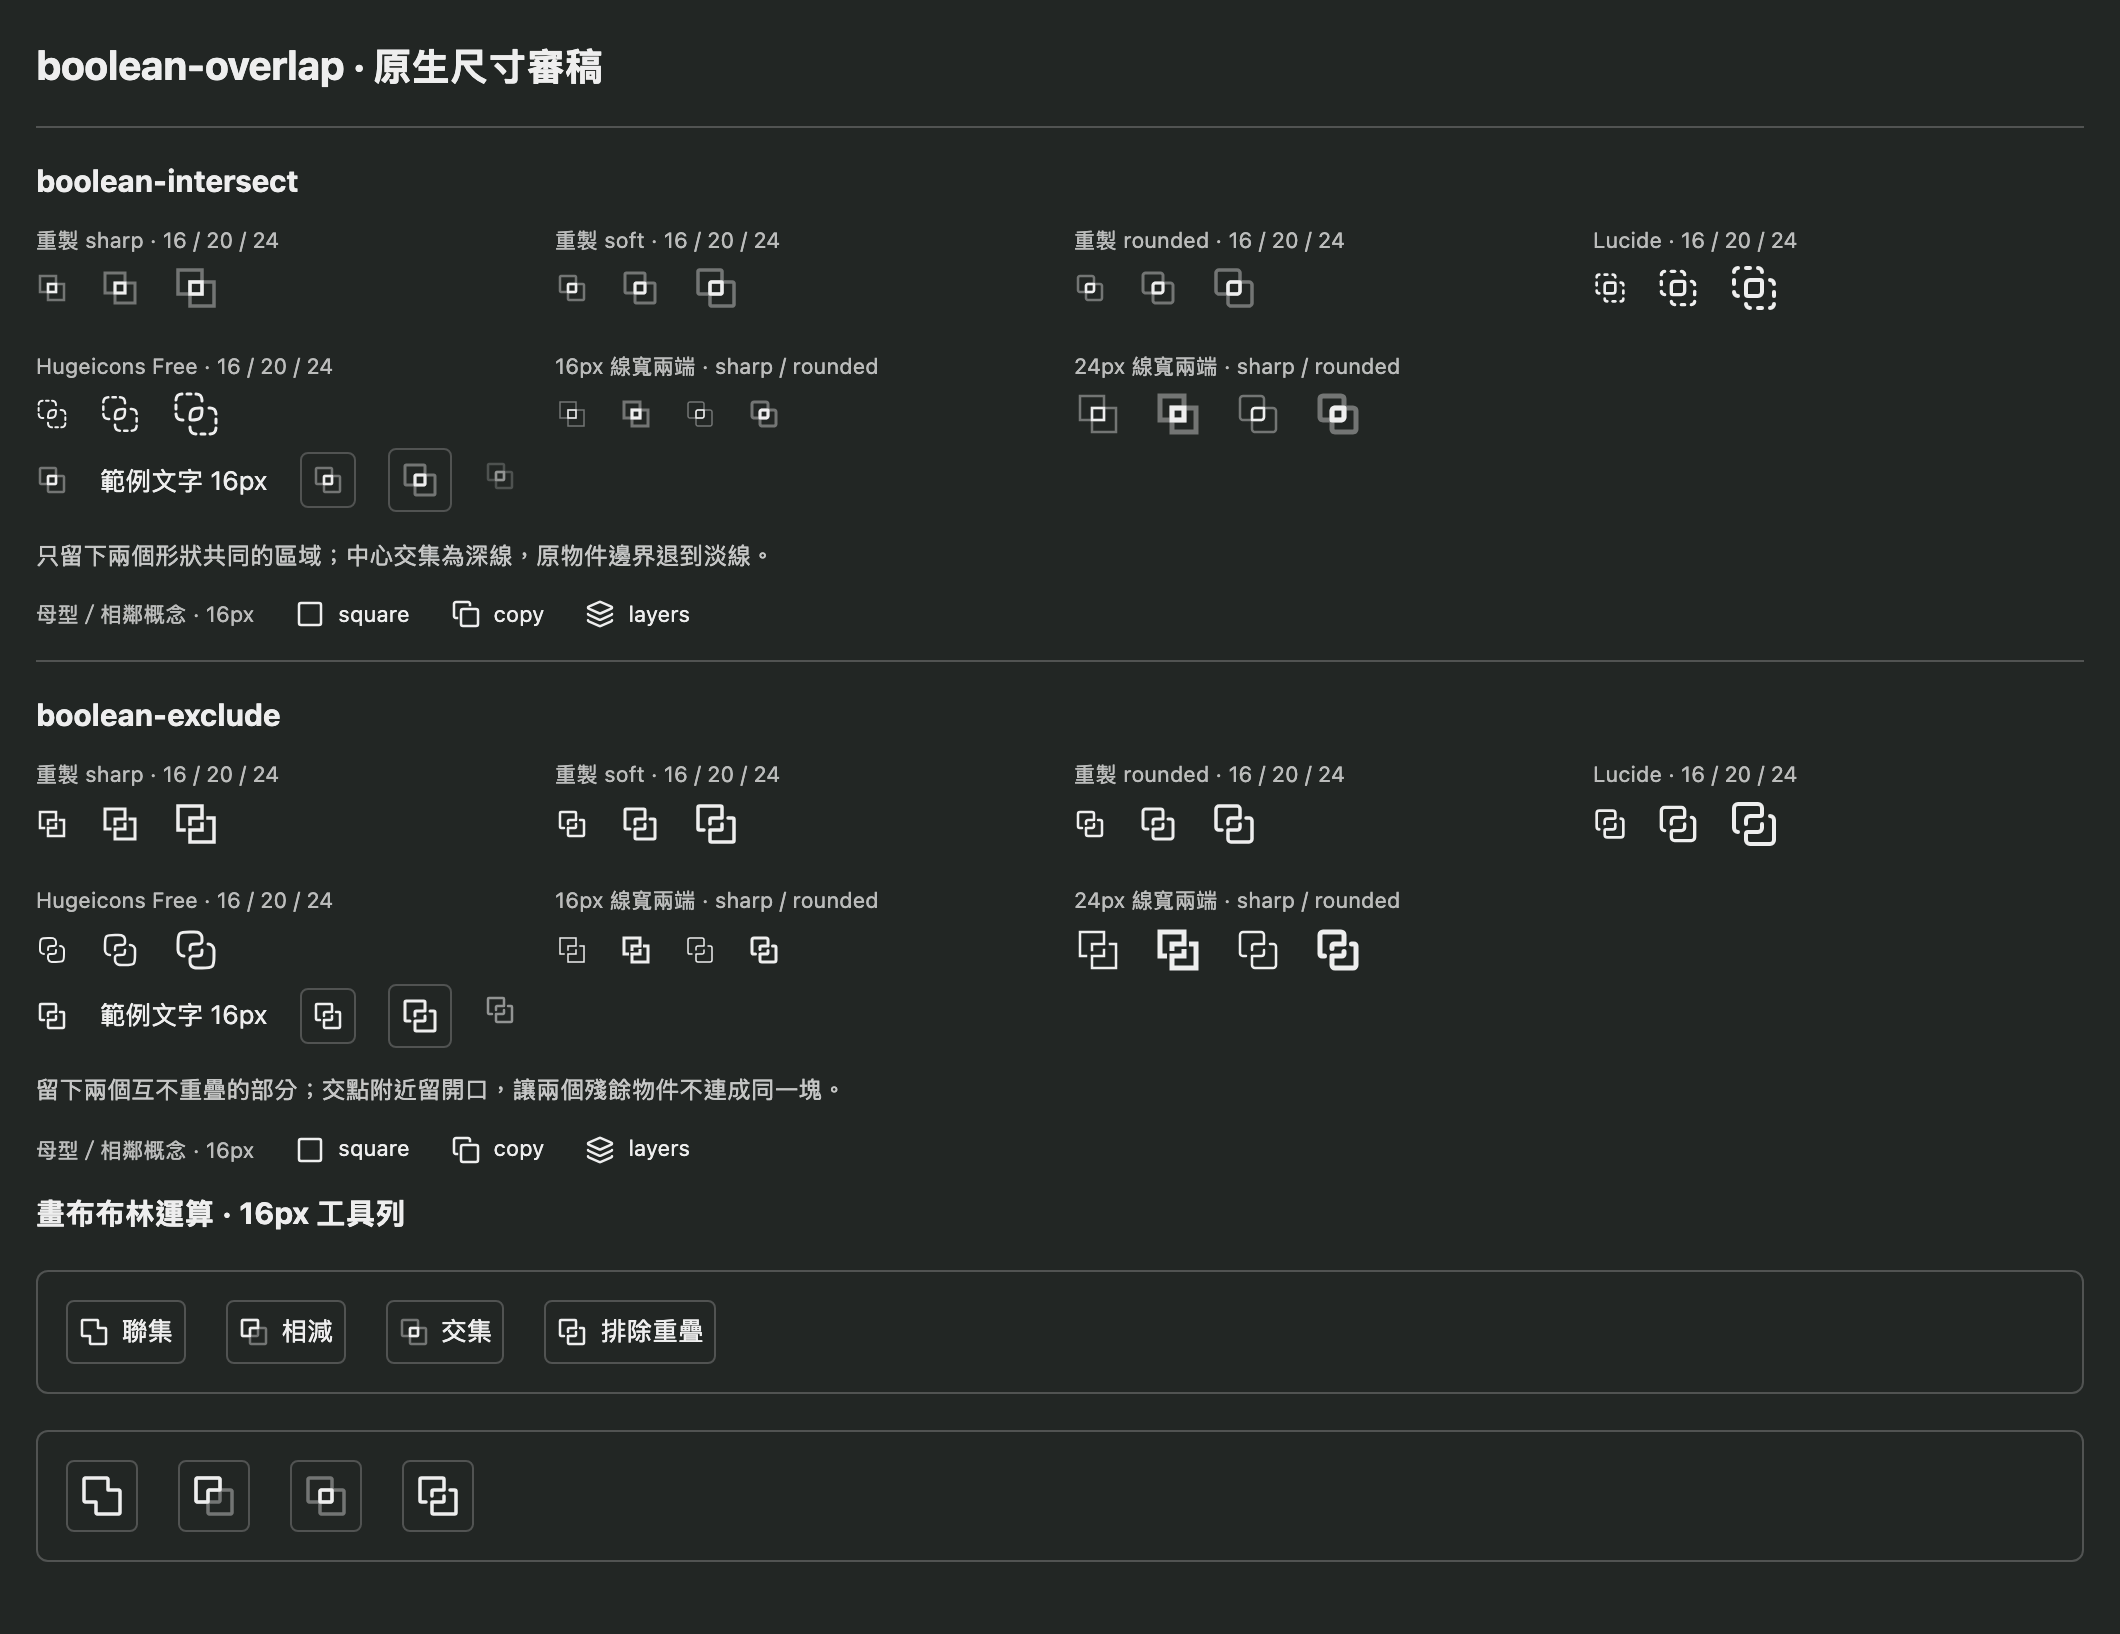 boolean-overlap · 原生尺寸審稿
boolean-intersect
重製 sharp · 16 / 20 / 24
重製 soft · 16 / 20 / 24
重製 rounded · 16 / 20 / 24
Lucide · 16 / 20 / 24
Hugeicons Free · 16 / 20 / 24
16px 線寬兩端 · sharp / rounded
24px 線寬兩端 · sharp / rounded
範例文字 16px
只留下兩個形狀共同的區域；中心交集為深線，原物件邊界退到淡線。
母型 / 相鄰概念 · 16px
square
copy
layers
boolean-exclude
重製 sharp · 16 / 20 / 24
重製 soft · 16 / 20 / 24
重製 rounded · 16 / 20 / 24
Lucide · 16 / 20 / 24
Hugeicons Free · 16 / 20 / 24
16px 線寬兩端 · sharp / rounded
24px 線寬兩端 · sharp / rounded
範例文字 16px
留下兩個互不重疊的部分；交點附近留開口，讓兩個殘餘物件不連成同一塊。
母型 / 相鄰概念 · 16px
square
copy
layers
畫布布林運算 · 16px 工具列
聯集
相減
交集
排除重疊